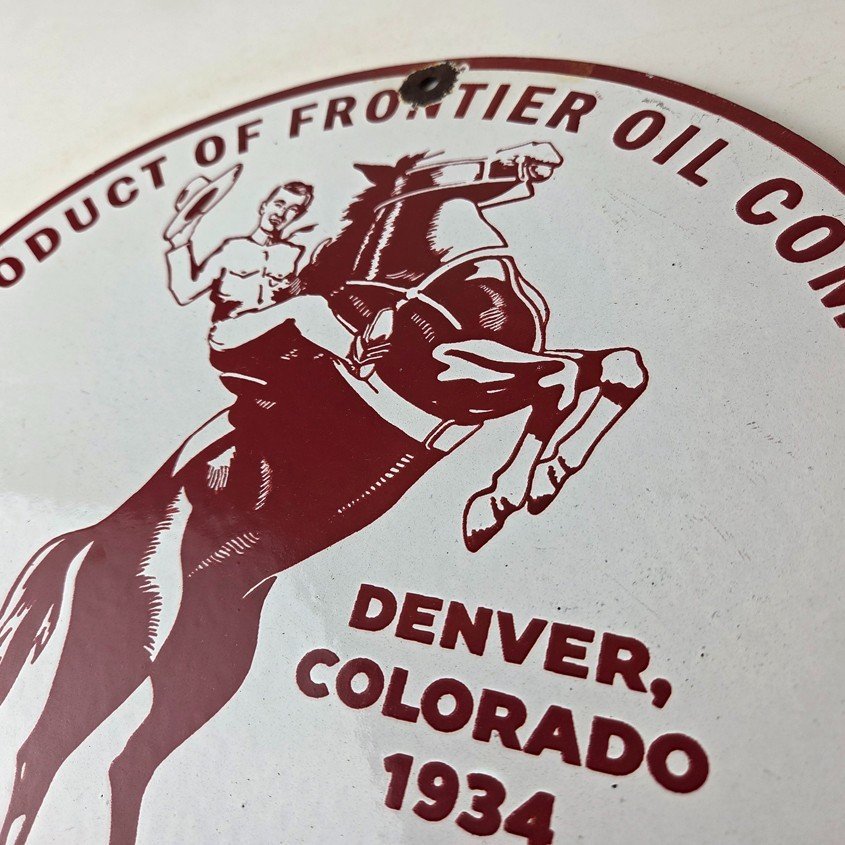 ODUCT OF FRONTIER OIL COM
DENVER,
COLORADO
1934